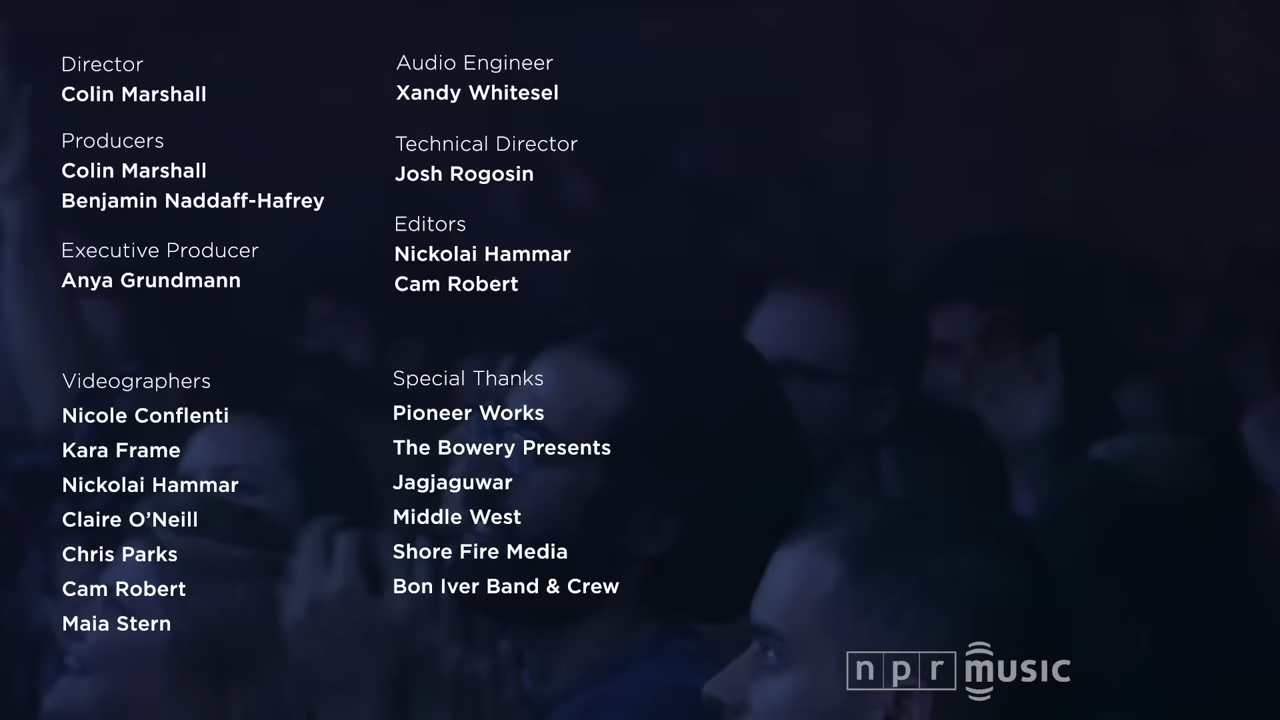 Director
Colin Marshall
Producers
Colin Marshall
Benjamin Naddaff-Hafrey
Executive Producer
Anya Grundmann
Audio Engineer
Xandy Whitesel
Technical Director
Josh Rogosin
Editors
Nickolai Hammar
Cam Robert
Videographers
Nicole Conflenti
Kara Frame
Nickolai Hammar
Claire O’Neill
Chris Parks
Cam Robert
Maia Stern
Special Thanks
Pioneer Works
The Bowery Presents
Jagjaguwar
Middle West
Shore Fire Media
Bon Iver Band & Crew
npr music